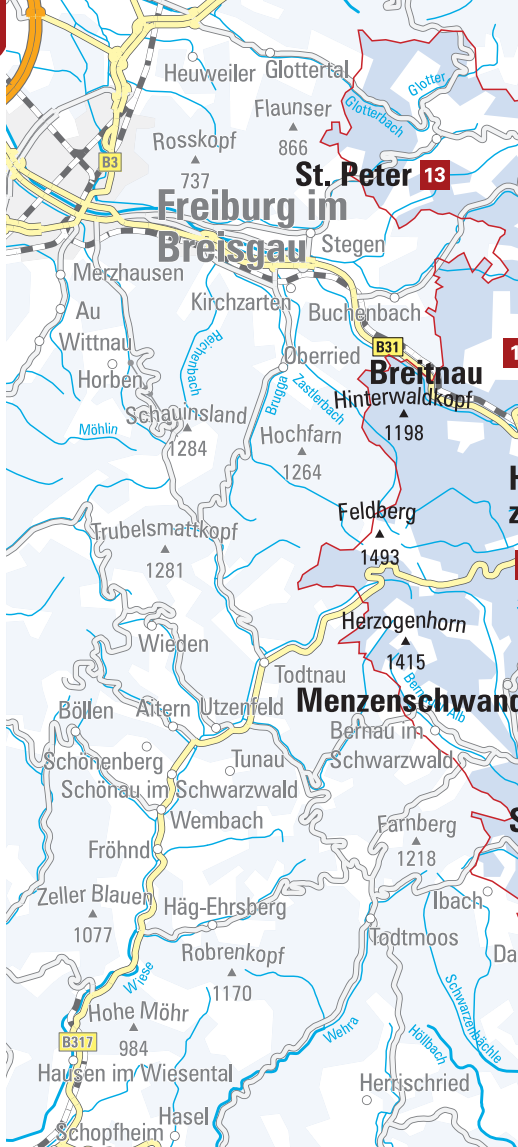 Heuweiler
Glottertal
Glotter
Glotterbach
Flaunser
866
Rosskopf
737
B3
St. Peter 13
Freiburg im
Breisgau
Stegen
Merzhausen
Kirchzarten
Buchenbach
Au
Wittnau
Reichenbach
B31
Oberried
Breitnau
Horben
Brugga
Zastlerbach
Hinterwaldkopf
1198
Schauinsland
1284
Möhlin
Hochfarn
1264
Feldberg
1493
Trubelsmattkopf
1281
Herzogenhorn
1415
Wieden
Todtnau
Menzenschwand
Böllen
Aitern
Utzenfeld
Bernau im
Schwarzwald
Schönenberg
Tunau
Schönau im Schwarzwald
Wembach
Farnberg
1218
Fröhnd
Zeller Blauen
1077
Häg-Ehrsberg
Ibach
Todtmoos
Da
Robrenkopf
1170
Wiese
Schwarzenbächle
Hohe Möhr
984
Wehra
Höllbach
B317
Hausen im Wiesental
Herrischried
Hasel
Schopfheim